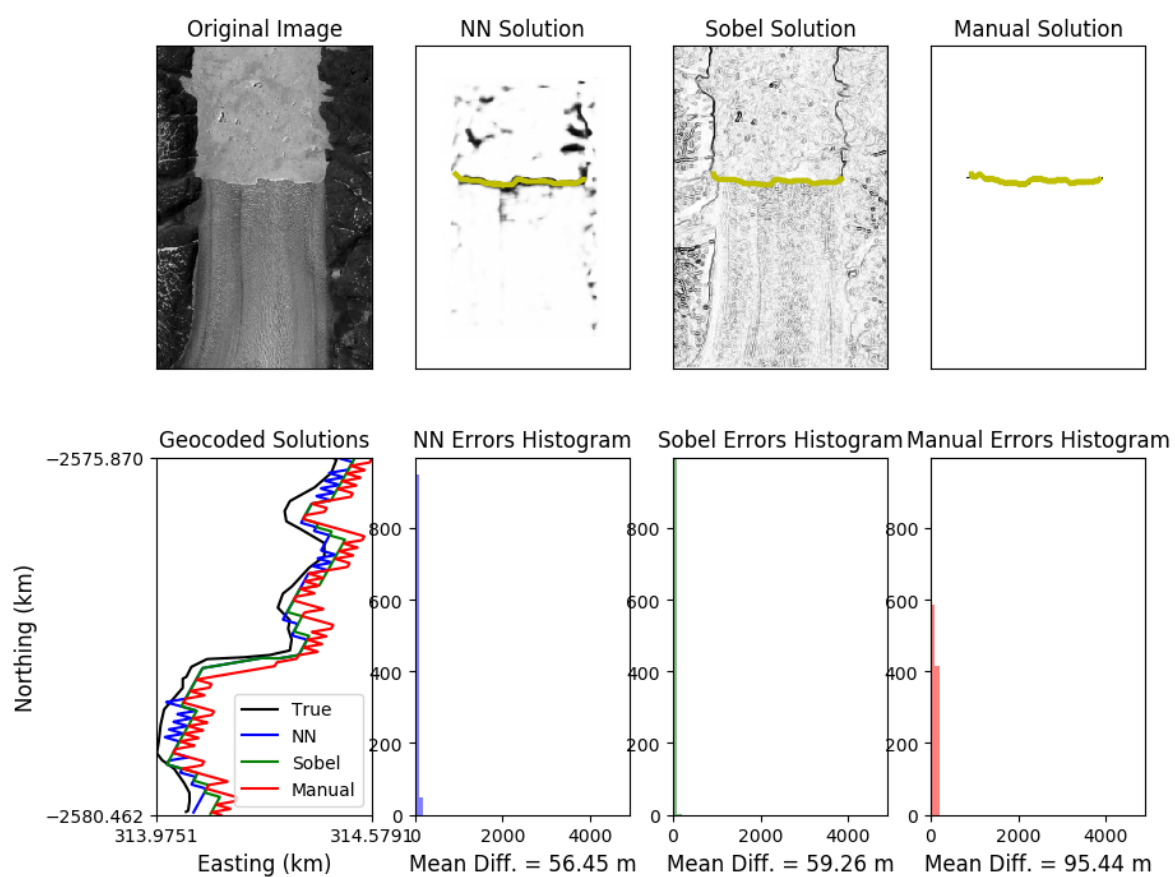 Original Image
NN Solution
Sobel Solution
Manual Solution
Geocoded Solutions
NN Errors Histogram
Sobel Errors Histogram
Manual Errors Histogram
Northing (km)
−2575.870
−2580.462
313.9751
314.5791
Easting (km)
True
NN
Sobel
Manual
800
600
400
200
0
0
2000
4000
Mean Diff. = 56.45 m
800
600
400
200
0
0
2000
4000
Mean Diff. = 59.26 m
800
600
400
200
0
0
2000
4000
Mean Diff. = 95.44 m